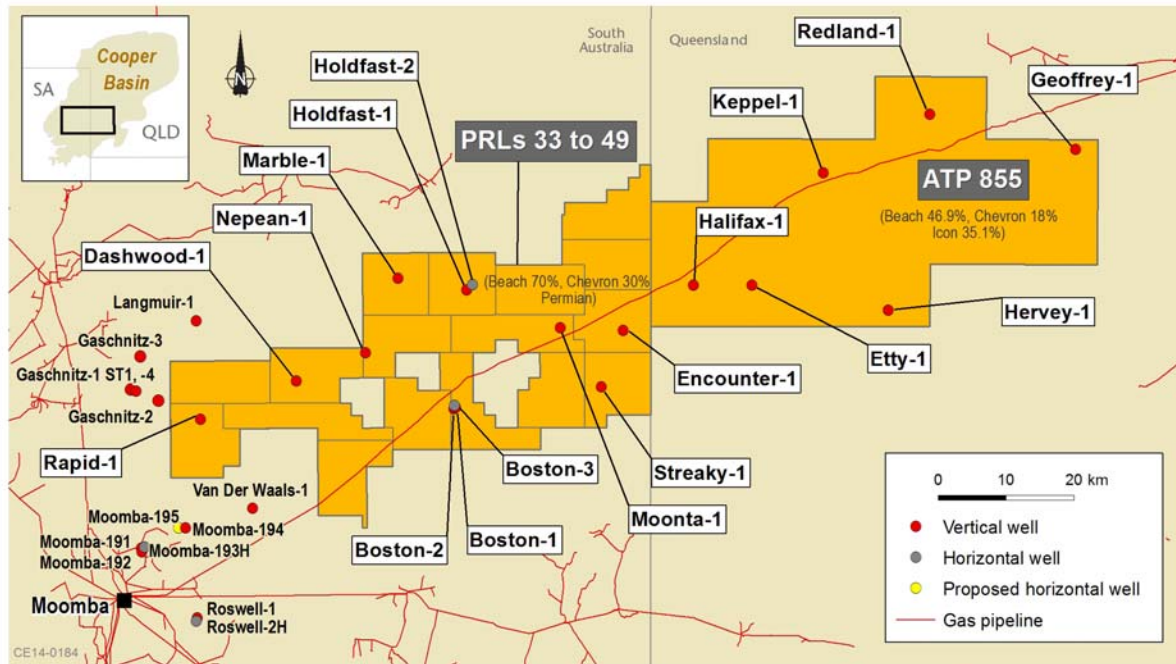 Cooper
Basin
SA
QLD
N
South
Australia
Queensland
Redland-1
Geoffrey-1
Keppel-1
Holdfast-2
Holdfast-1
PRLs 33 to 49
Marble-1
Nepean-1
Dashwood-1
ATP 855
(Beach 46.9%, Chevron 18%
Icon 35.1%)
Halifax-1
(Beach 70%, Chevron 30%
Permian)
Langmuir-1
Gaschnitz-3
Gaschnitz-1 ST1, -4
Gaschnitz-2
Hervey-1
Etty-1
Encounter-1
Rapid-1
Boston-3
Streaky-1
Moonta-1
Boston-1
Boston-2
Van Der Waals-1
Moomba-195
Moomba-194
Moomba-191
Moomba-193H
Moomba-192
Moomba
Roswell-1
Roswell-2H
0 10 20 km
Vertical well
Horizontal well
Proposed horizontal well
Gas pipeline
CE14-0184